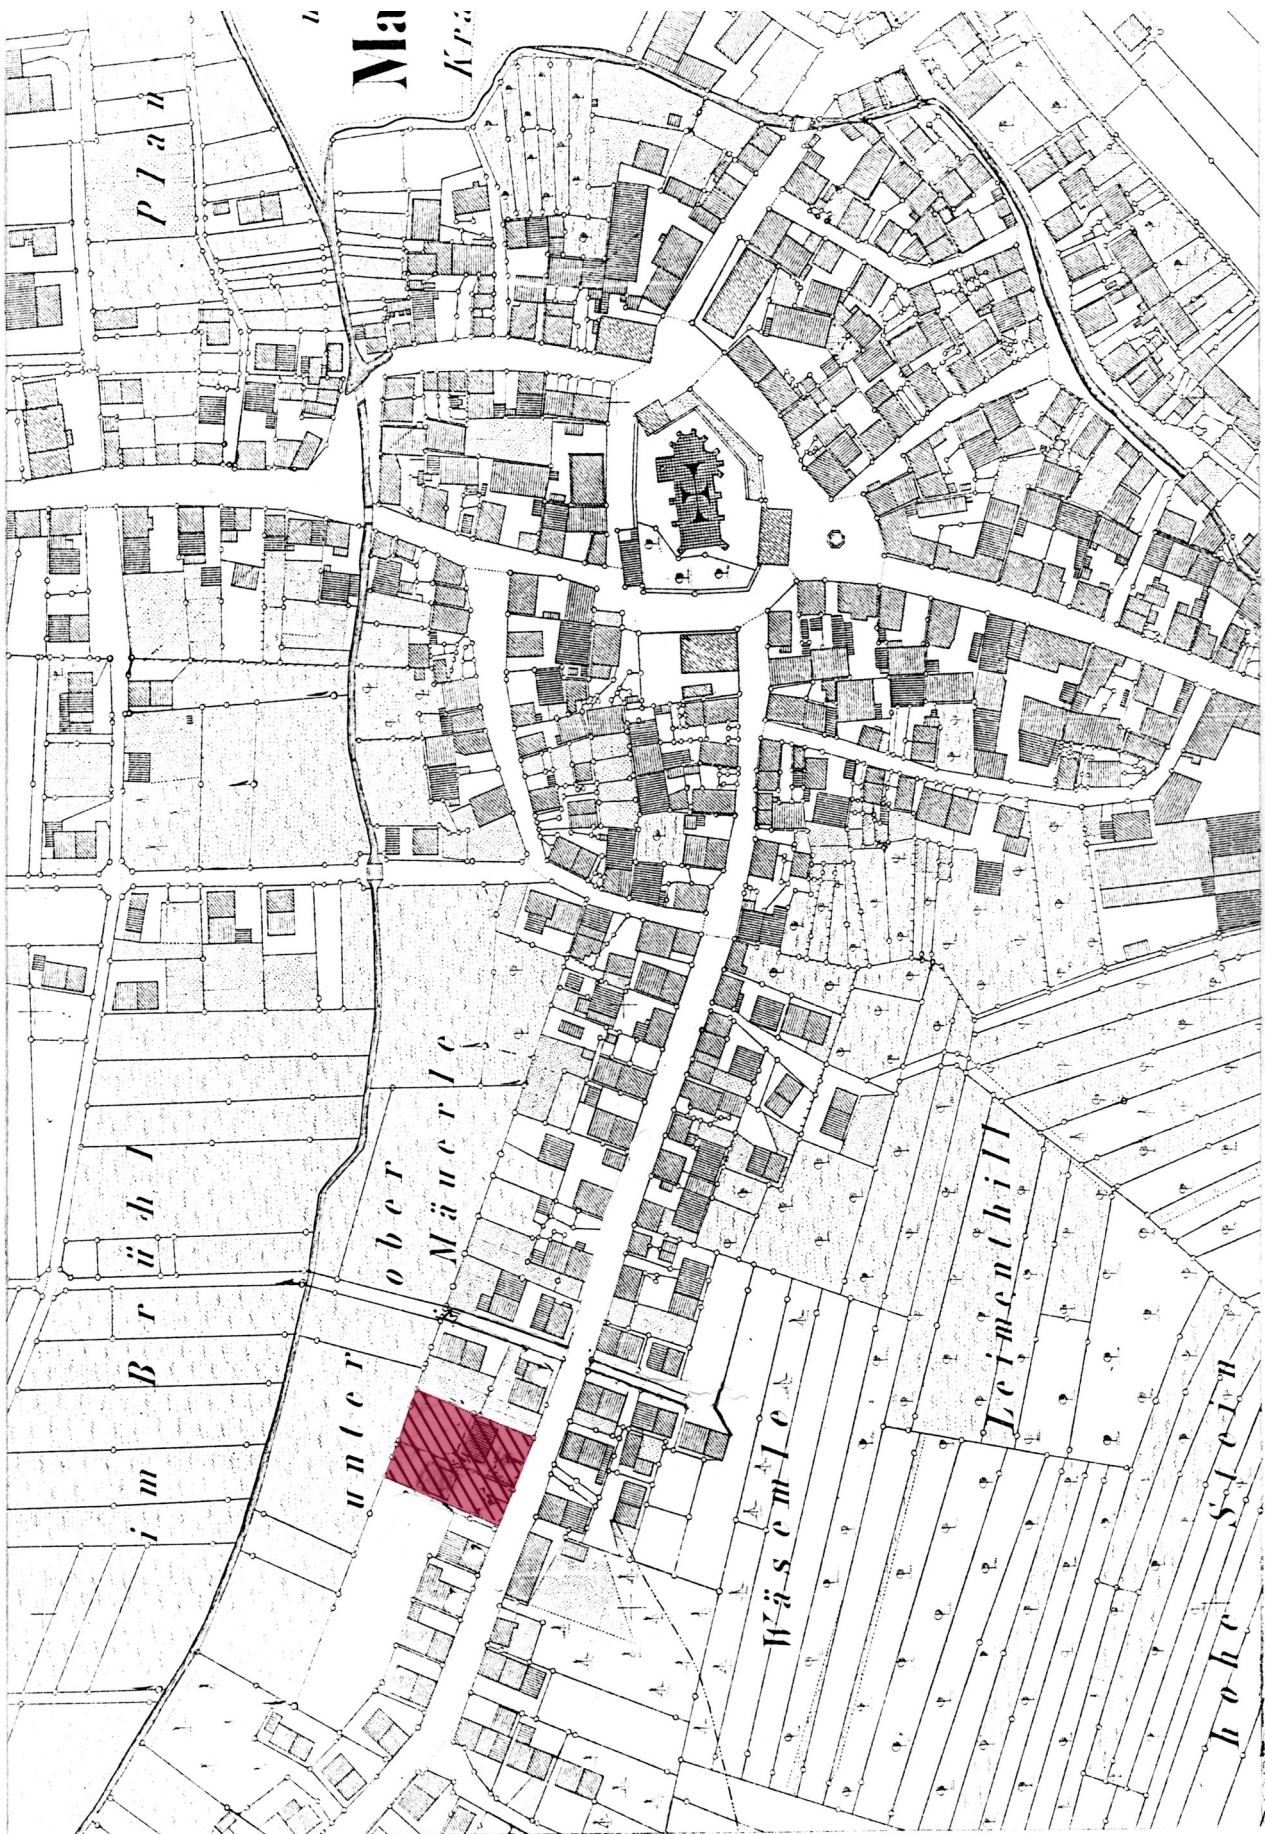 Ma
Kra
Plan
im Brühl
ober
Mäuerle
unter
Wäsemle
Leimenthill
hohe Stein